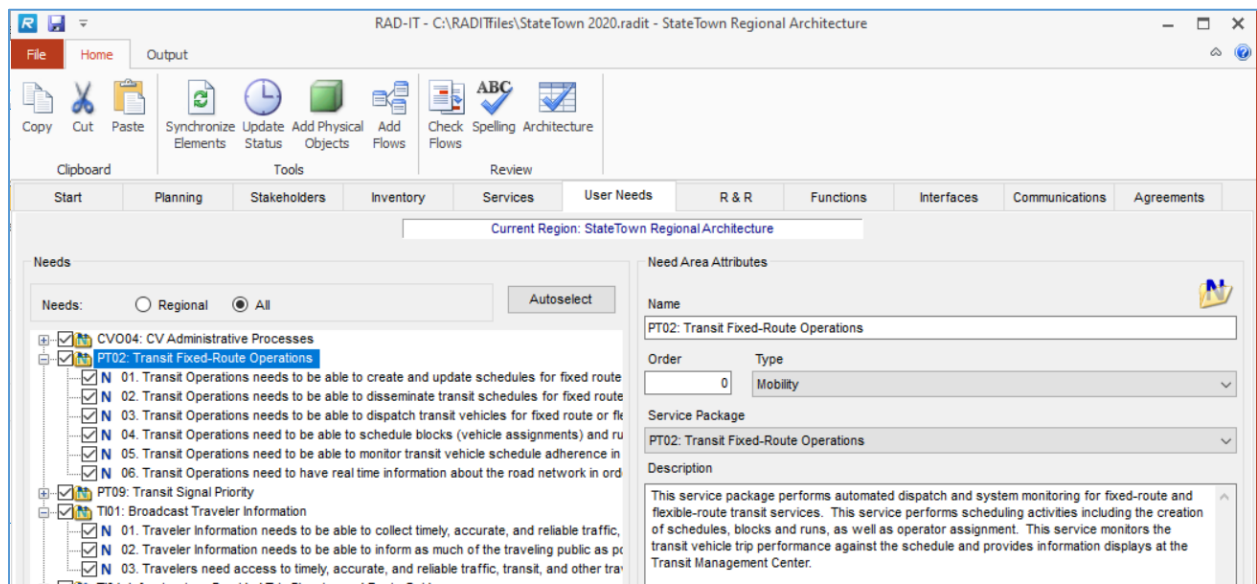 RAD-IT - C:\RADITfiles\StateTown 2020.radit - StateTown Regional Architecture
File Home Output
Copy Cut Paste Synchronize Elements Update Status Add Physical Objects Add Flows Check Flows ABC Spelling Architecture
Clipboard Tools Review
Start Planning Stakeholders Inventory Services User Needs R & R Functions Interfaces Communications Agreements
Current Region: StateTown Regional Architecture
Needs
Needs: Regional All Autoselect
CVO04: CV Administrative Processes
PT02: Transit Fixed-Route Operations
N 01. Transit Operations needs to be able to create and update schedules for fixed route
N 02. Transit Operations needs to be able to disseminate transit schedules for fixed route
N 03. Transit Operations needs to be able to dispatch transit vehicles for fixed route or fle
N 04. Transit Operations need to be able to schedule blocks (vehicle assignments) and ru
N 05. Transit Operations need to be able to monitor transit vehicle schedule adherence in
N 06. Transit Operations need to have real time information about the road network in ord
PT09: Transit Signal Priority
TI01: Broadcast Traveler Information
N 01. Traveler Information needs to be able to collect timely, accurate, and reliable traffic,
N 02. Traveler Information needs to be able to inform as much of the traveling public as po
N 03. Travelers need access to timely, accurate, and reliable traffic, transit, and other trav
Need Area Attributes
Name
PT02: Transit Fixed-Route Operations
Order Type
0 Mobility
Service Package
PT02: Transit Fixed-Route Operations
Description
This service package performs automated dispatch and system monitoring for fixed-route and
flexible-route transit services. This service performs scheduling activities including the creation
of schedules, blocks and runs, as well as operator assignment. This service monitors the
transit vehicle trip performance against the schedule and provides information displays at the
Transit Management Center.